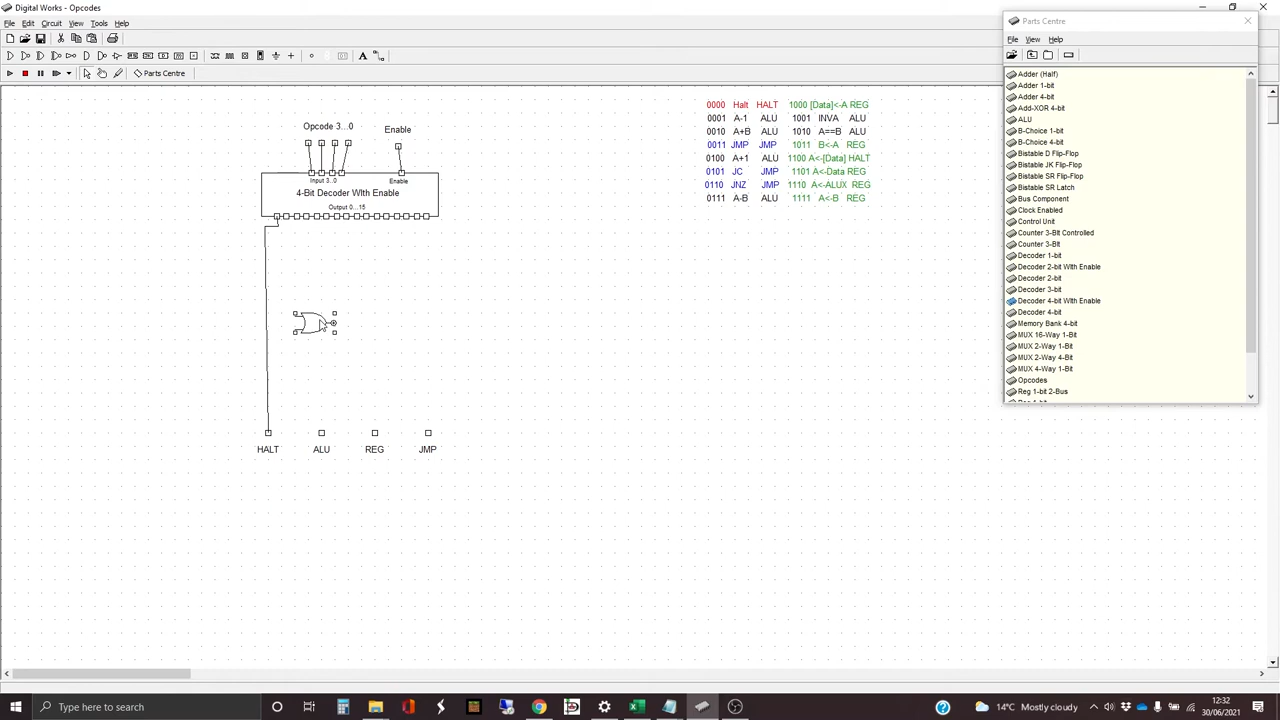 Digital Works - Opcodes
File Edit Circuit View Tools Help
Parts Centre
Opcode 3...0
Enable
Input 3..0
Enable
4-Bit Decoder WIth Enable
Output 0...15
HALT ALU REG JMP
0000 Halt HALT 1000 [Data]<-A REG
0001 A-1 ALU 1001 INVA ALU
0010 A+B ALU 1010 A==B ALU
0011 JMP JMP 1011 B<-A REG
0100 A+1 ALU 1100 A<-[Data] HALT
0101 JC JMP 1101 A<-Data REG
0110 JNZ JMP 1110 A<-ALUX REG
0111 A-B ALU 1111 A<-B REG
Parts Centre
File View Help
Adder (Half)
Adder 1-bit
Adder 4-bit
Add-XOR 4-bit
ALU
B-Choice 1-bit
B-Choice 4-bit
Bistable D Flip-Flop
Bistable JK Flip-Flop
Bistable SR Flip-Flop
Bistable SR Latch
Bus Component
Clock Enabled
Control Unit
Counter 3-BIt Controlled
Counter 3-BIt
Decoder 1-bit
Decoder 2-bit WIth Enable
Decoder 2-bit
Decoder 3-bit
Decoder 4-bit WIth Enable
Decoder 4-bit
Memory Bank 4-bit
MUX 16-Way 1-Bit
MUX 2-Way 1-Bit
MUX 2-Way 4-Bit
MUX 4-Way 1-Bit
Opcodes
Reg 1-bit 2-Bus
Type here to search
14°C Mostly cloudy
12:32
30/06/2021